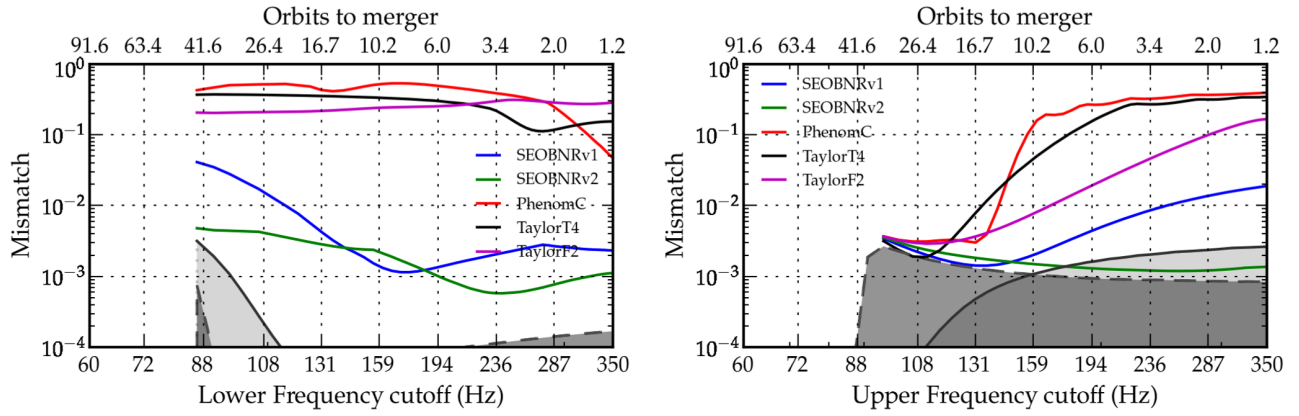 Orbits to merger
91.6 63.4 41.6 26.4 16.7 10.2 6.0 3.4 2.0 1.2
10^0
10^-1
10^-2
10^-3
10^-4
Mismatch
SEOBNRv1
SEOBNRv2
PhenomC
TaylorT4
TaylorF2
60 72 88 108 131 159 194 236 287 350
Lower Frequency cutoff (Hz)
Orbits to merger
91.6 63.4 41.6 26.4 16.7 10.2 6.0 3.4 2.0 1.2
10^0
10^-1
10^-2
10^-3
10^-4
Mismatch
SEOBNRv1
SEOBNRv2
PhenomC
TaylorT4
TaylorF2
60 72 88 108 131 159 194 236 287 350
Upper Frequency cutoff (Hz)